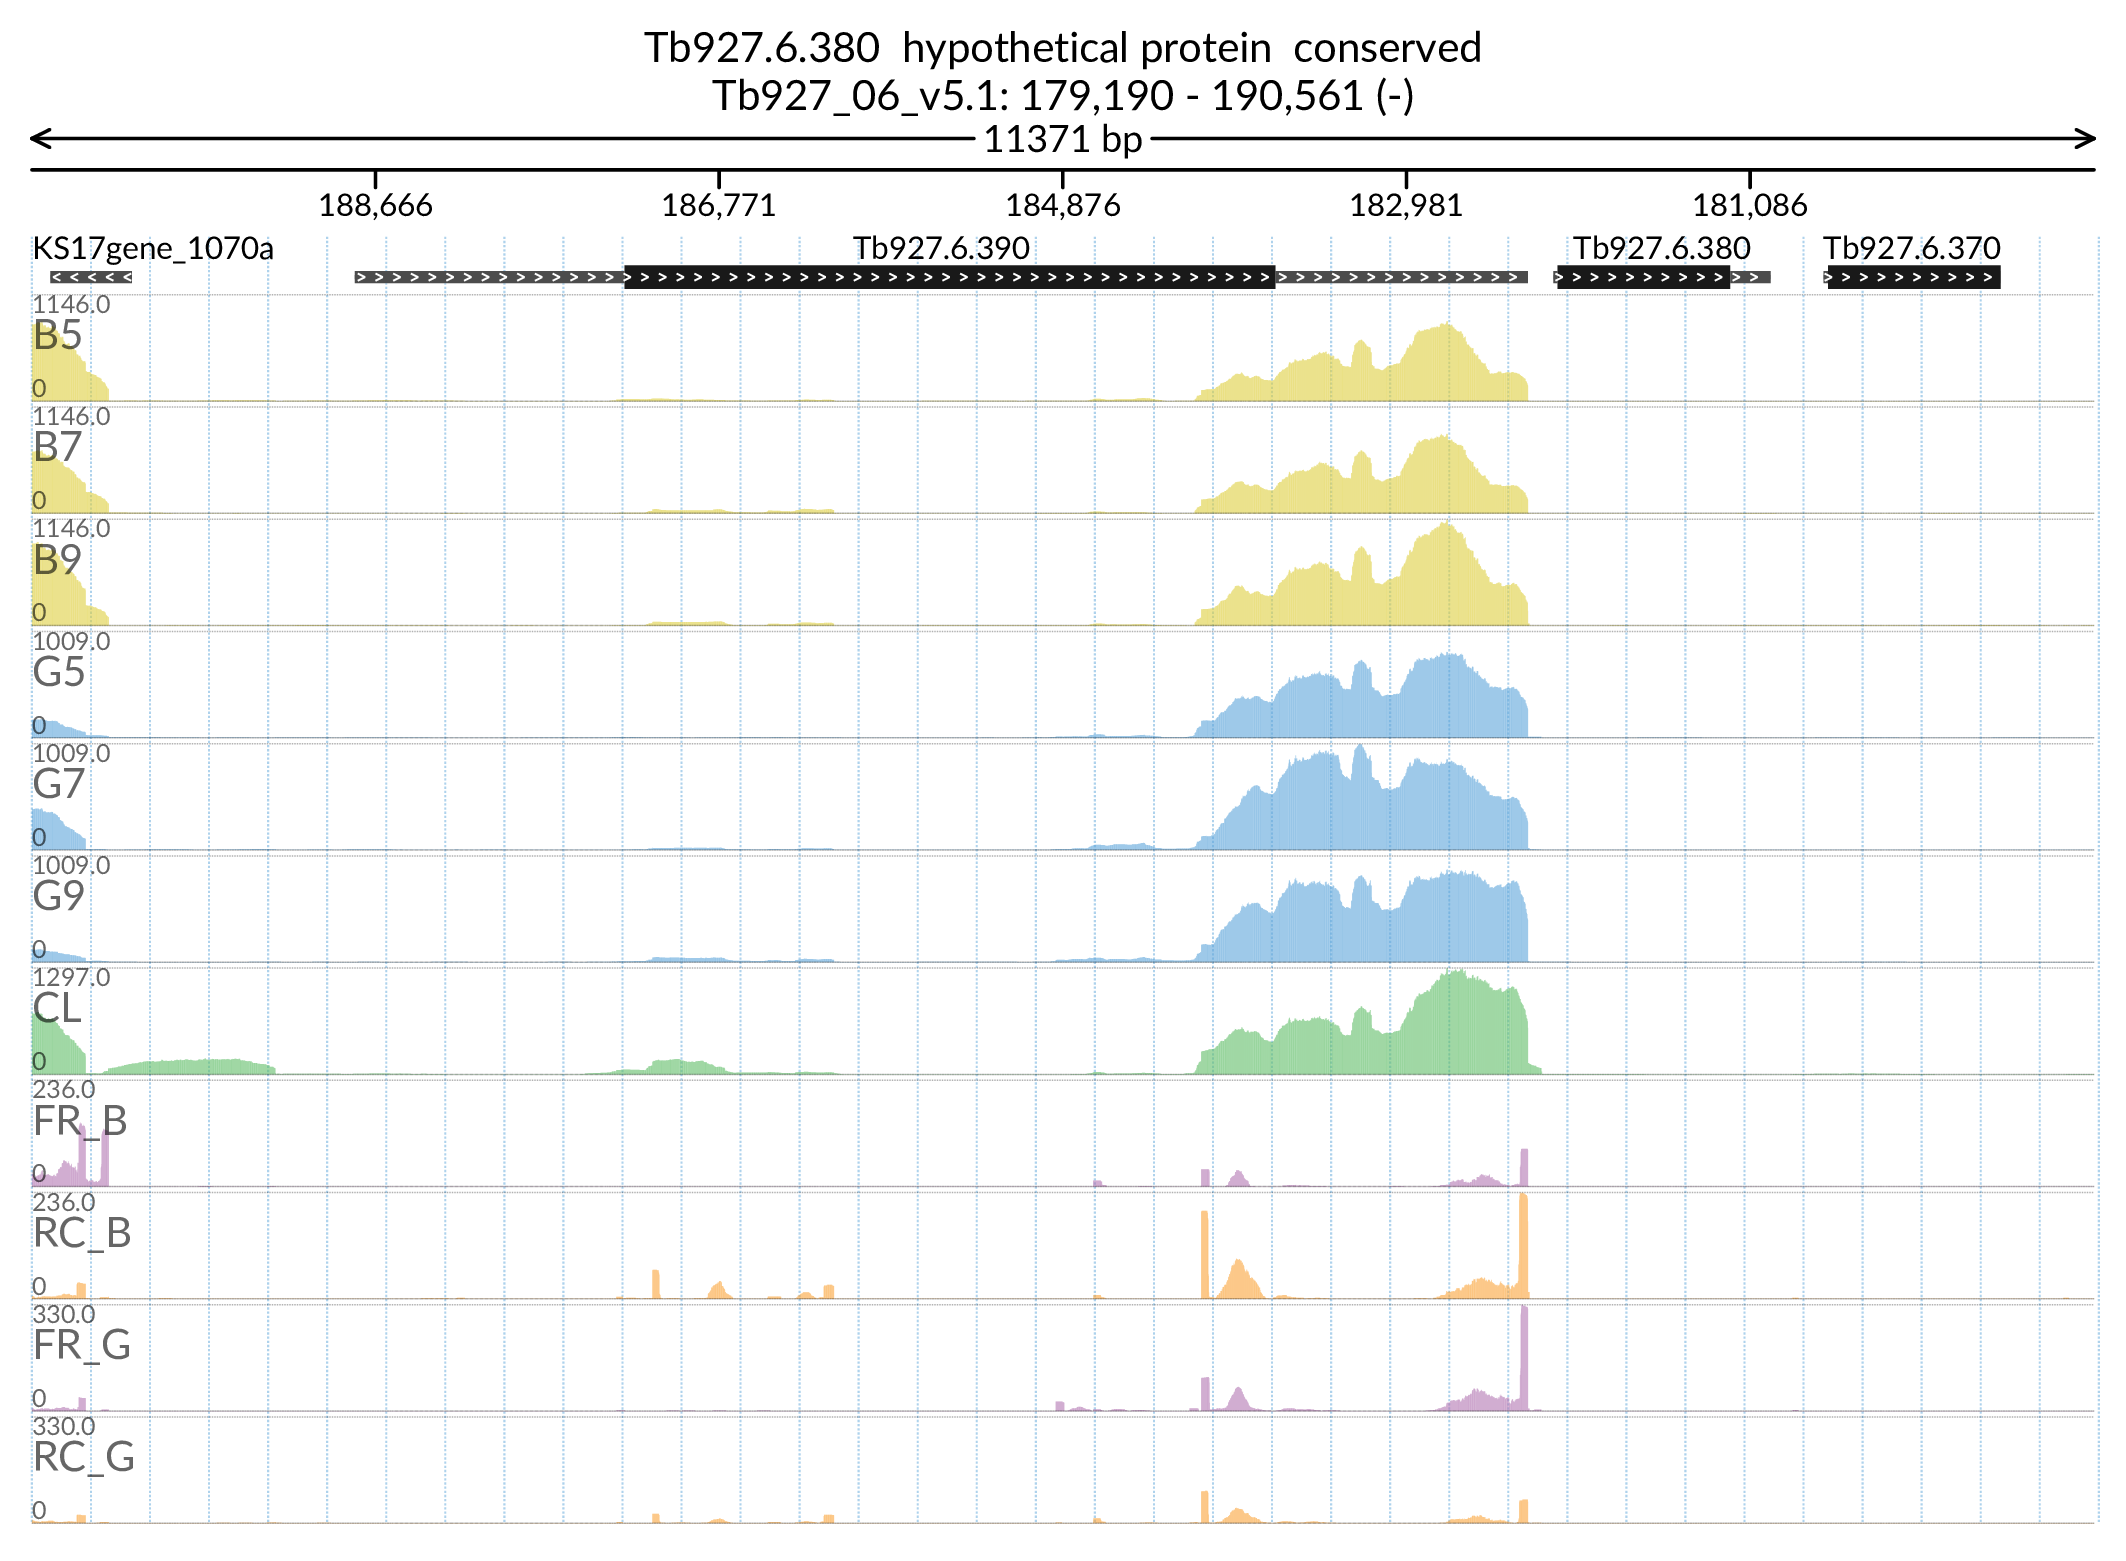 Tb927.6.380  hypothetical protein  conserved
Tb927_06_v5.1: 179,190 - 190,561 (-)
11371 bp
188,666 186,771 184,876 182,981 181,086
KS17gene_1070a Tb927.6.390 Tb927.6.380 Tb927.6.370
1146.0
B5
0
1146.0
B7
0
1146.0
B9
0
1009.0
G5
0
1009.0
G7
0
1009.0
G9
0
1297.0
CL
0
236.0
FR_B
0
236.0
RC_B
0
330.0
FR_G
0
330.0
RC_G
0